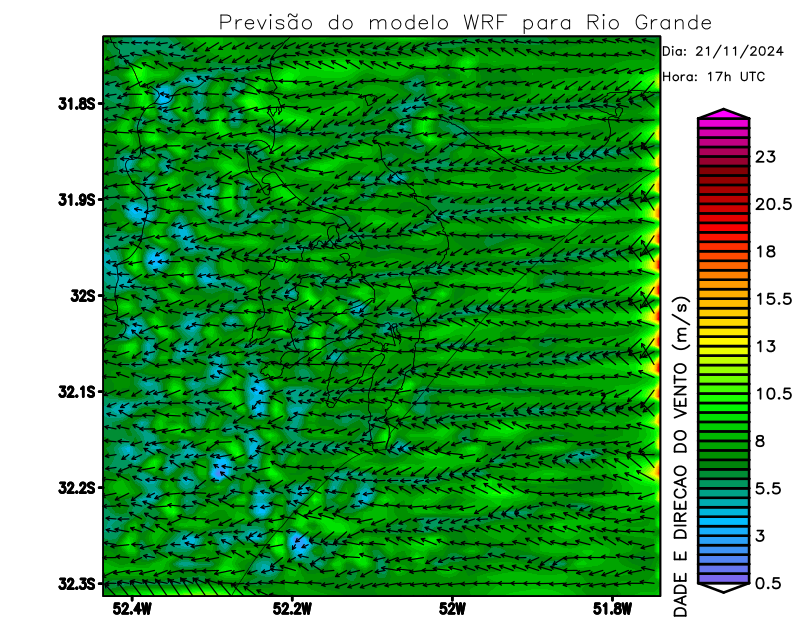 Previsão do modelo WRF para Rio Grande
Dia: 21/11/2024
Hora: 17h UTC
31.8S
31.9S
32S
32.1S
32.2S
32.3S
52.4W
52.2W
52W
51.8W
23
20.5
18
15.5
13
10.5
8
5.5
3
0.5
DADE E DIRECAO DO VENTO (m/s)